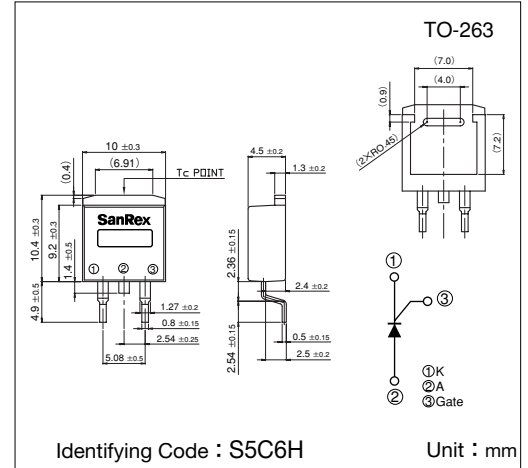 TO-263
(7.0)
(4.0)
(0.9)
(7.2)
(2×R0.45)
10 ±0.3
(6.91)
(0.4)
Tc POINT
4.5 ±0.2
1.3 ±0.2
10.4 ±0.3
9.2 ±0.3
1.4 ±0.5
4.9 ±0.5
SanRex
① ② ③
1.27 ±0.2
0.8 ±0.15
2.54 ±0.25
5.08 ±0.5
2.36 ±0.15
2.4 ±0.2
2.54 ±0.15
0.5 ±0.15
2.5 ±0.2
①
③
②
①K
②A
③Gate
Identifying Code : S5C6H
Unit : mm